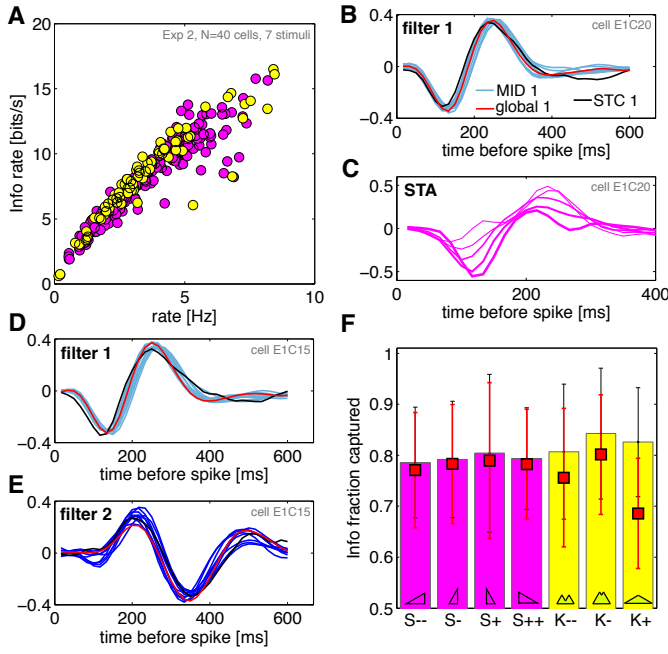 A
Exp 2, N=40 cells, 7 stimuli
20
15
10
5
0
Info rate [bits/s]
0 5 10
rate [Hz]
B
filter 1
cell E1C20
0.4
0
−0.4
MID 1
global 1
STC 1
0 200 400 600
time before spike [ms]
C
STA
cell E1C20
0.5
0
−0.5
0 200 400
time before spike [ms]
D
filter 1
cell E1C15
0.4
0
−0.4
0 200 400 600
time before spike [ms]
E
filter 2
cell E1C15
0.4
0
−0.4
0 200 400 600
time before spike [ms]
F
1
0.9
0.8
0.7
0.6
0.5
Info fraction captured
S-- S- S+ S++ K-- K- K+